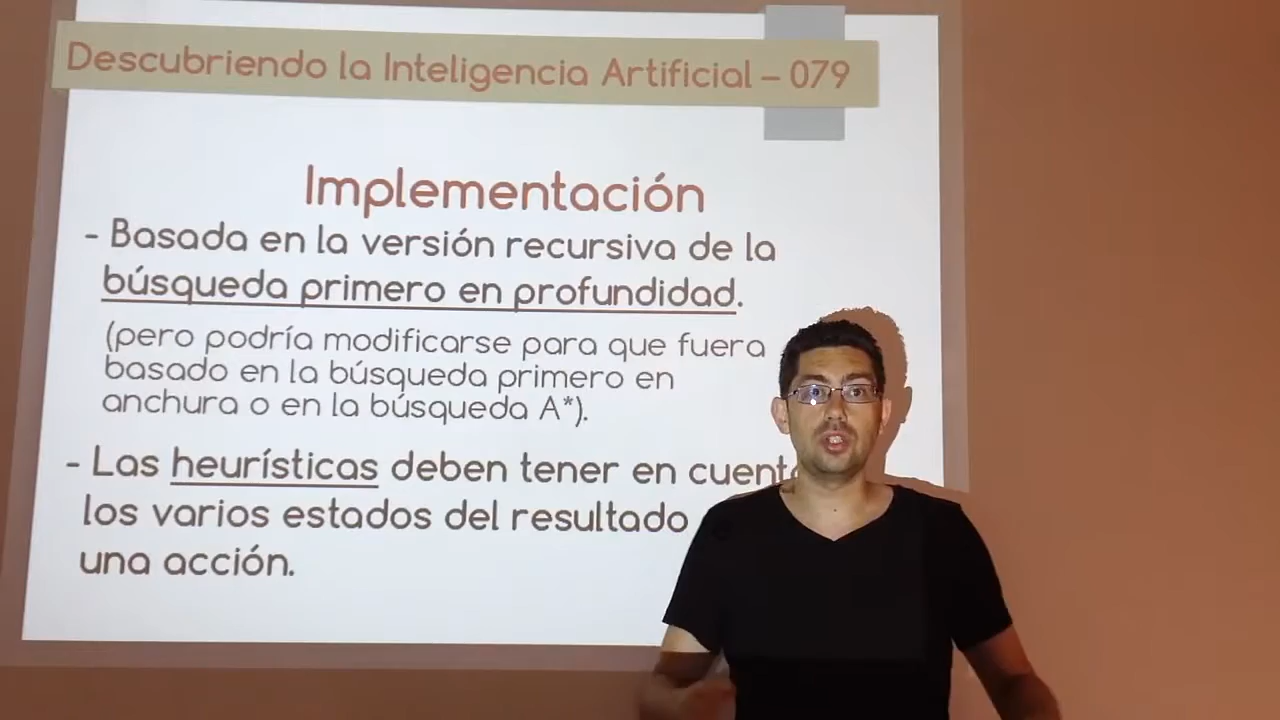 Descubriendo la Inteligencia Artificial – 079
Implementación
- Basada en la versión recursiva de la
búsqueda primero en profundidad.
(pero podría modificarse para que fuera
basado en la búsqueda primero en
anchura o en la búsqueda A*).
- Las heurísticas deben tener en cuenta
los varios estados del resultado
una acción.